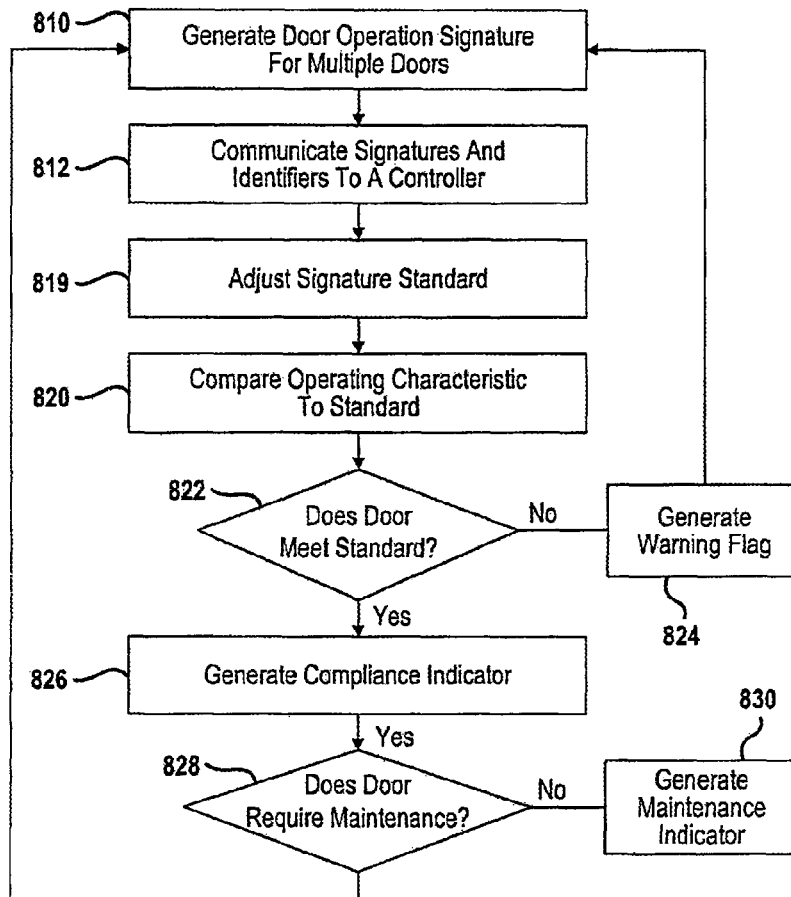 810
Generate Door Operation Signature
For Multiple Doors
812
Communicate Signatures And
Identifiers To A Controller
819
Adjust Signature Standard
820
Compare Operating Characteristic
To Standard
822
Does Door
Meet Standard?
No
Generate
Warning Flag
824
Yes
826
Generate Compliance Indicator
Yes
828
Does Door
Require Maintenance?
No
830
Generate
Maintenance
Indicator